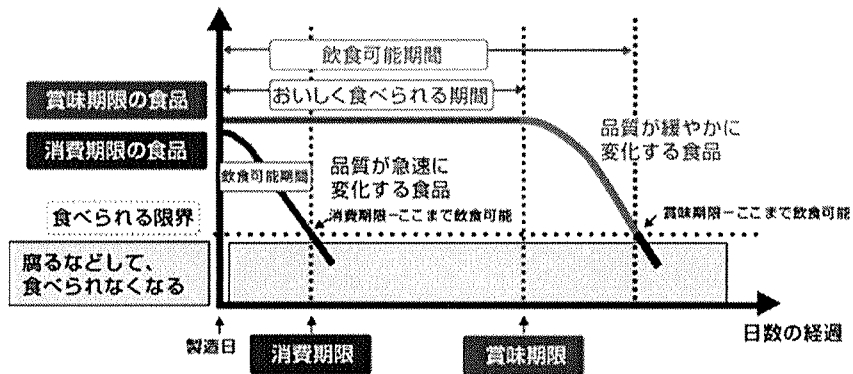 飲食可能期間
おいしく食べられる期間
賞味期限の食品
消費期限の食品
飲食可能期間
品質が急速に
変化する食品
品質が緩やかに
変化する食品
消費期限ーここまで飲食可能
賞味期限ーここまで飲食可能
食べられる限界
腐るなどして、
食べられなくなる
製造日
消費期限
賞味期限
日数の経過